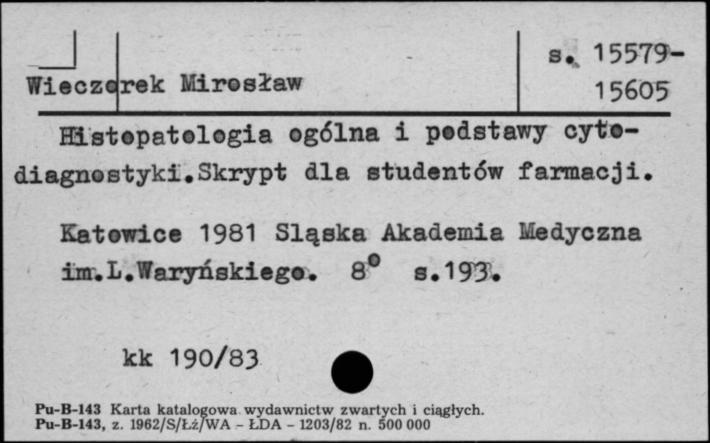 s. 15579-
Wieczorek Mirosław 15605
Histopatologia ogólna i podstawy cyto-
diagnostyki.Skrypt dla studentów farmacji.
Katowice 1981 Sląska Akademia Medyczna
im.L.Waryńskiego. 8° s.193.
kk 190/83
Pu-B-143 Karta katalogowa wydawnictw zwartych i ciągłych.
Pu-B-143, z. 1962/S/Łż/WA - ŁDA - 1203/82 n. 500 000